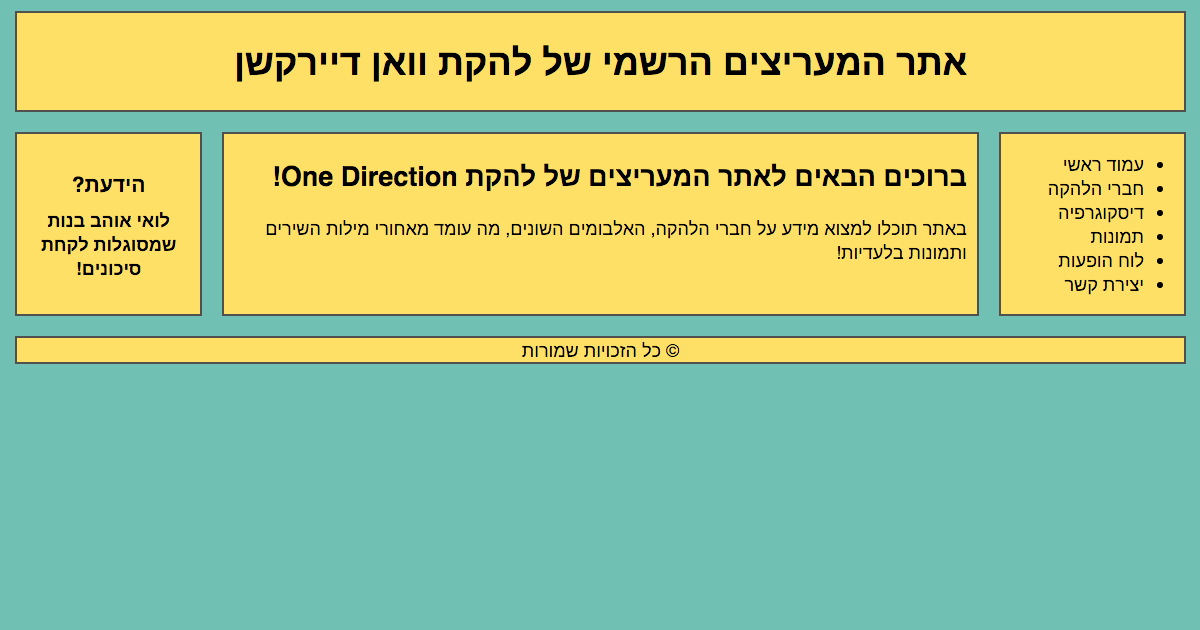 אתר המעריצים הרשמי של להקת וואן דיירקשן
עמוד ראשי
חברי הלהקה
דיסקוגרפיה
תמונות
לוח הופעות
יצירת קשר
ברוכים הבאים לאתר המעריצים של להקת One Direction!
באתר תוכלו למצוא מידע על חברי הלהקה, האלבומים השונים, מה עומד מאחורי מילות השירים
ותמונות בלעדיות!
הידעת?
לואי אוהב בנות
שמסוגלות לקחת
סיכונים!
© כל הזכויות שמורות